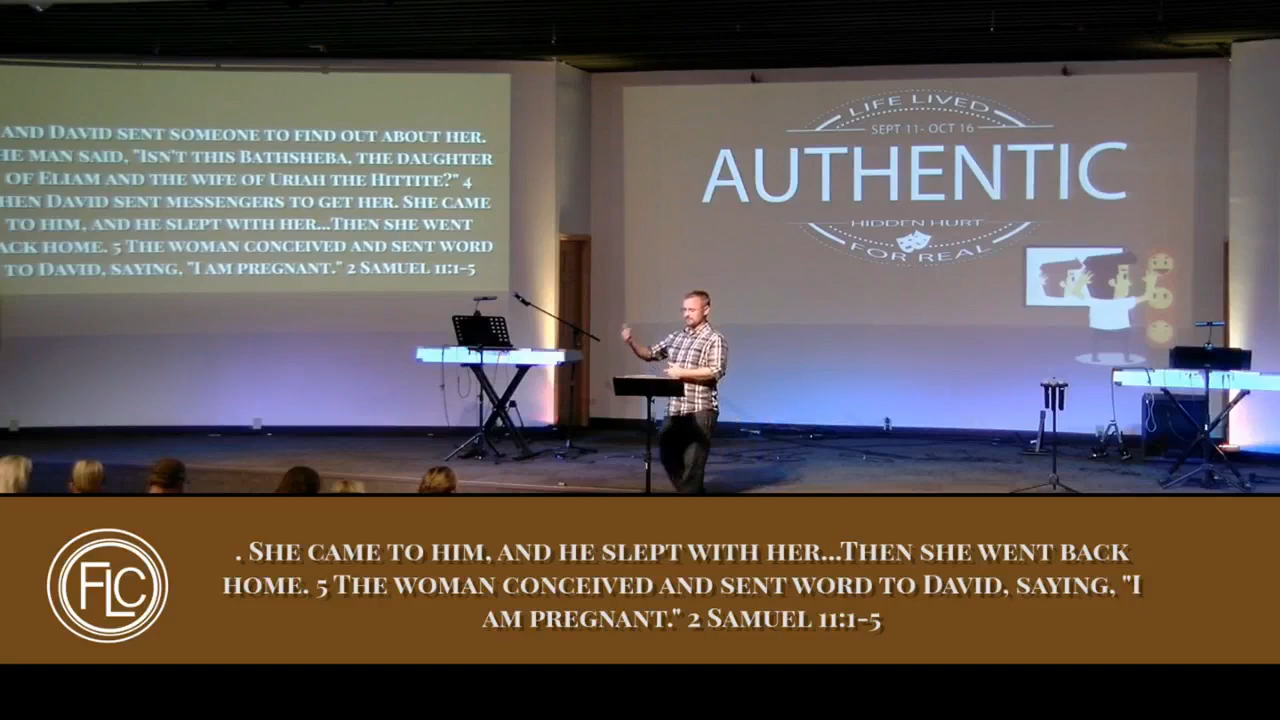 AND DAVID SENT SOMEONE TO FIND OUT ABOUT HER.
HE MAN SAID, "ISN'T THIS BATHSHEBA, THE DAUGHTER
OF ELIAM AND THE WIFE OF URIAH THE HITTITE?" 4
HEN DAVID SENT MESSENGERS TO GET HER. SHE CAME
TO HIM, AND HE SLEPT WITH HER...THEN SHE WENT
ACK HOME. 5 THE WOMAN CONCEIVED AND SENT WORD
TO DAVID, SAYING, "I AM PREGNANT." 2 SAMUEL 11:1-5
LIFE LIVED
SEPT 11- OCT 16
AUTHENTIC
HIDDEN HURT
FOR REAL
FLC
. SHE CAME TO HIM, AND HE SLEPT WITH HER...THEN SHE WENT BACK
HOME. 5 THE WOMAN CONCEIVED AND SENT WORD TO DAVID, SAYING, "I
AM PREGNANT." 2 SAMUEL 11:1-5